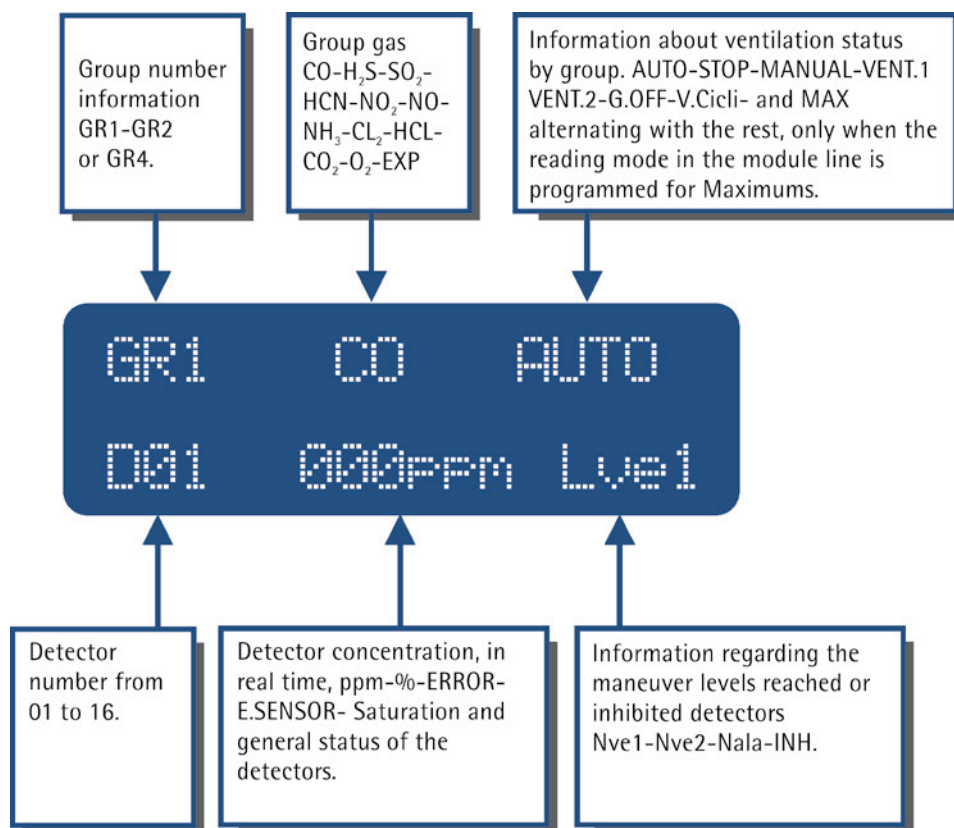 Group number
information
GR1-GR2
or GR4.
Group gas
CO-H₂S-SO₂-
HCN-NO₂-NO-
NH₃-CL₂-HCL-
CO₂-O₂-EXP
Information about ventilation status
by group. AUTO-STOP-MANUAL-VENT.1
VENT.2-G.OFF-V.Cicli- and MAX
alternating with the rest, only when the
reading mode in the module line is
programmed for Maximums.
GR1 CO AUTO
D01 000ppm Lve1
Detector
number from
01 to 16.
Detector concentration, in
real time, ppm-%-ERROR-
E.SENSOR- Saturation and
general status of the
detectors.
Information regarding the
maneuver levels reached or
inhibited detectors
Nve1-Nve2-Nala-INH.